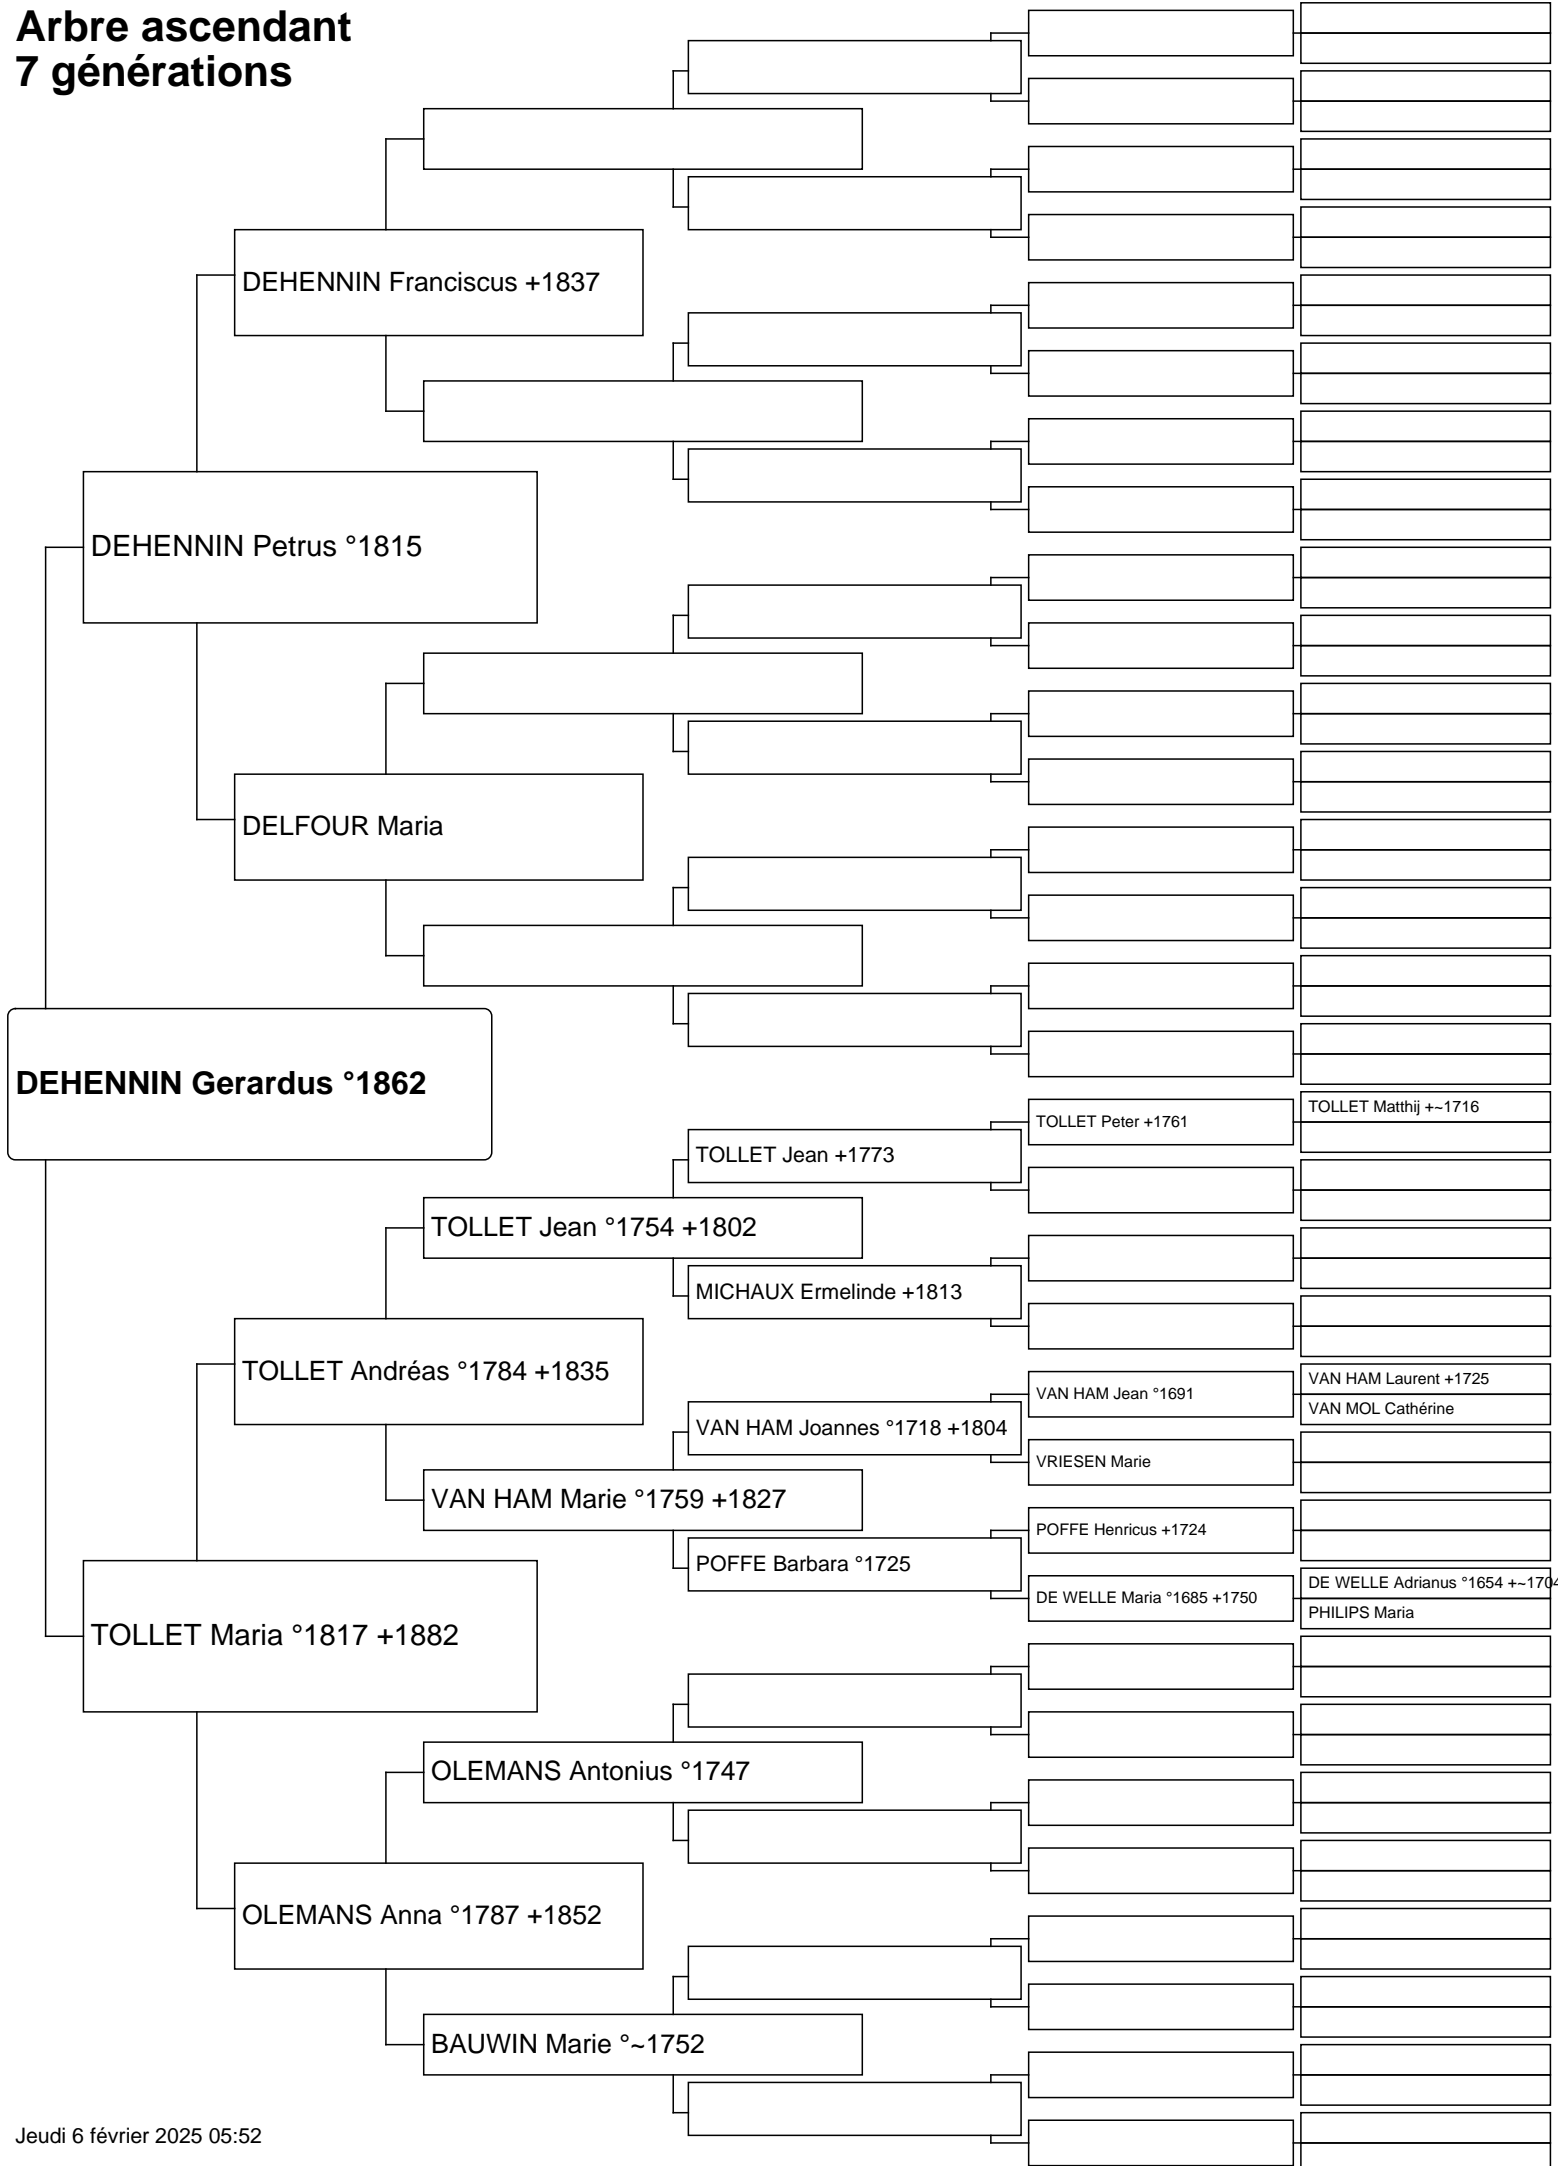 Arbre ascendant
7 générations
DEHENNIN Franciscus +1837
DEHENNIN Petrus °1815
DELFOUR Maria
DEHENNIN Gerardus °1862
TOLLET Matthij +~1716
TOLLET Peter +1761
TOLLET Jean +1773
TOLLET Jean °1754 +1802
MICHAUX Ermelinde +1813
TOLLET Andréas °1784 +1835
VAN HAM Laurent +1725
VAN HAM Jean °1691
VAN MOL Cathérine
VAN HAM Joannes °1718 +1804
VRIESEN Marie
VAN HAM Marie °1759 +1827
POFFE Henricus +1724
POFFE Barbara °1725
DE WELLE Adrianus °1654 +~1704
DE WELLE Maria °1685 +1750
PHILIPS Maria
TOLLET Maria °1817 +1882
OLEMANS Antonius °1747
OLEMANS Anna °1787 +1852
BAUWIN Marie °~1752
Jeudi 6 février 2025 05:52